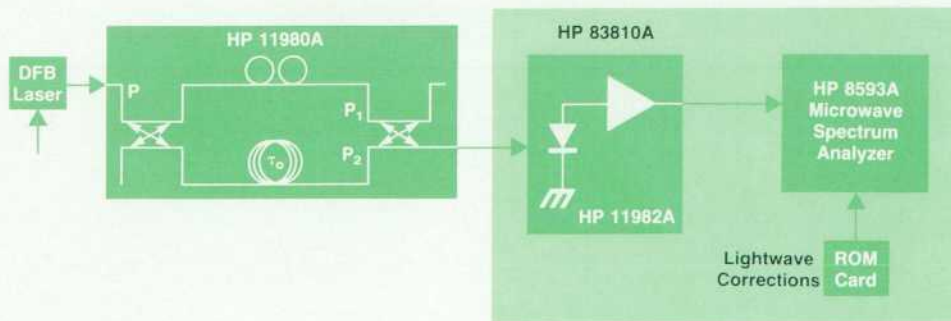 DFB
Laser
HP 11980A
P
P1
P2
τo
HP 83810A
HP 11982A
HP 8593A
Microwave
Spectrum
Analyzer
Lightwave
Corrections
ROM
Card